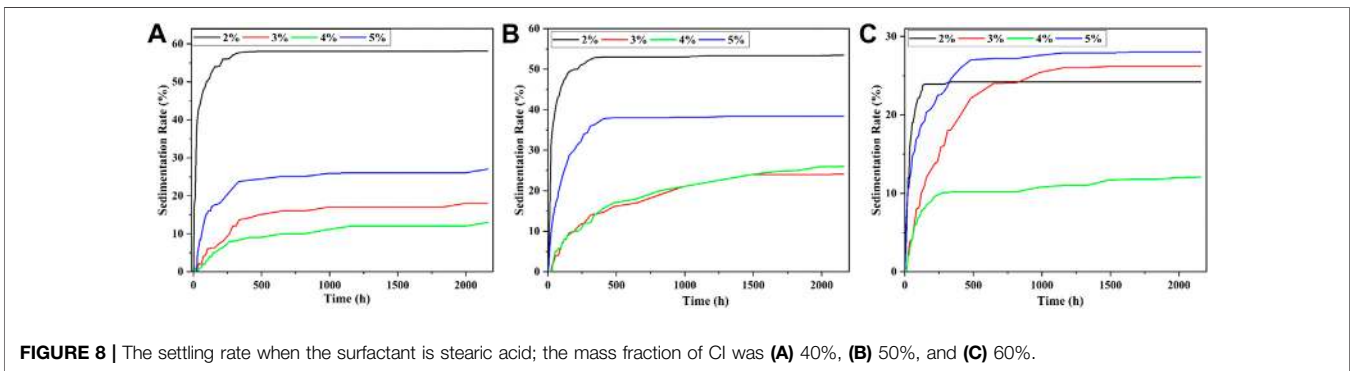 A
2% 3% 4% 5%
60
50
40
30
20
10
0
Sedimentation Rate (%)
0 500 1000 1500 2000
Time (h)
B
2% 3% 4% 5%
60
50
40
30
20
10
0
Sedimentation Rate (%)
0 500 1000 1500 2000
Time (h)
C
2% 3% 4% 5%
30
20
10
0
Sedimentation Rate (%)
0 500 1000 1500 2000
Time (h)
FIGURE 8 | The settling rate when the surfactant is stearic acid; the mass fraction of CI was (A) 40%, (B) 50%, and (C) 60%.